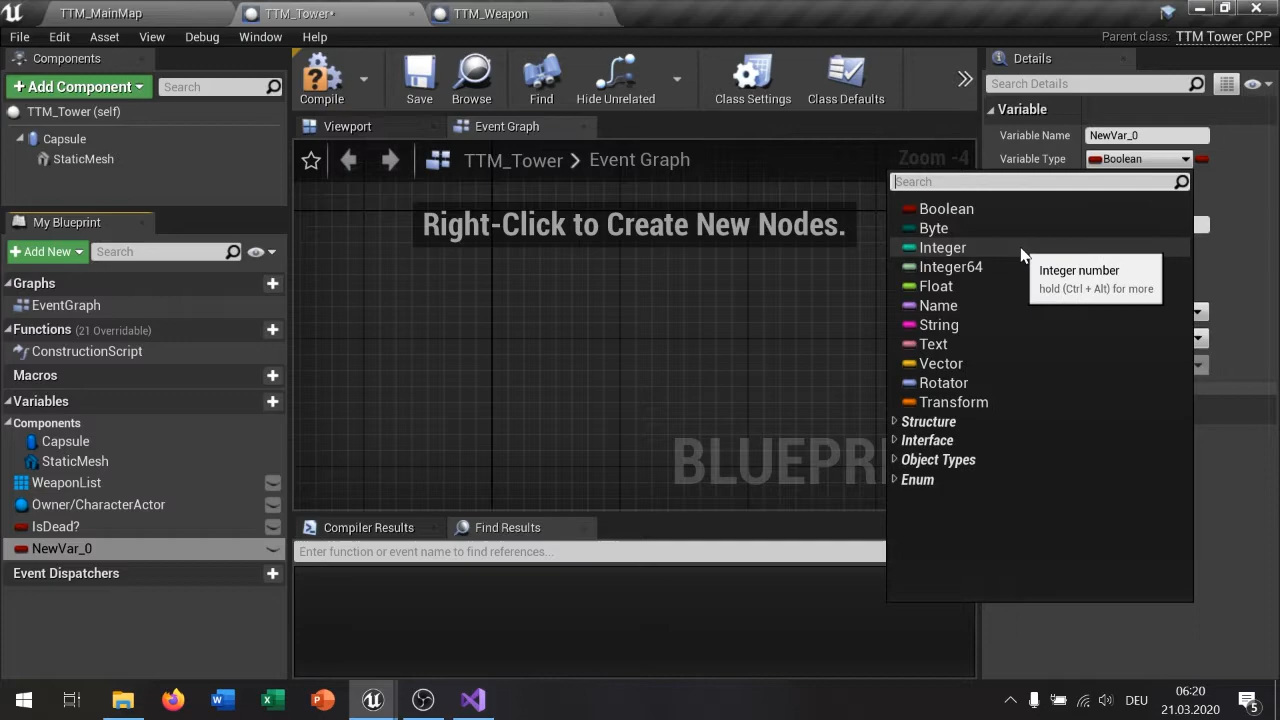 TTM_MainMap
TTM_Tower•
TTM_Weapon
File
Edit
Asset
View
Debug
Window
Help
Parent class: TTM Tower CPP
Components
+ Add Component
Search
TTM_Tower (self)
Capsule
StaticMesh
My Blueprint
+ Add New
Search
Graphs
EventGraph
Functions (21 Overridable)
ConstructionScript
Macros
Variables
Components
Capsule
StaticMesh
WeaponList
Owner/CharacterActor
IsDead?
NewVar_0
Event Dispatchers
Compile
Save
Browse
Find
Hide Unrelated
Class Settings
Class Defaults
Viewport
Event Graph
TTM_Tower > Event Graph
Zoom -4
Right-Click to Create New Nodes.
BLUEPR
Compiler Results
Find Results
Enter function or event name to find references...
Details
Search Details
Variable
Variable Name
NewVar_0
Variable Type
Boolean
Search
Boolean
Byte
Integer
Integer64
Float
Name
String
Text
Vector
Rotator
Transform
Structure
Interface
Object Types
Enum
Integer number
hold (Ctrl + Alt) for more
DEU
06:20
21.03.2020
5